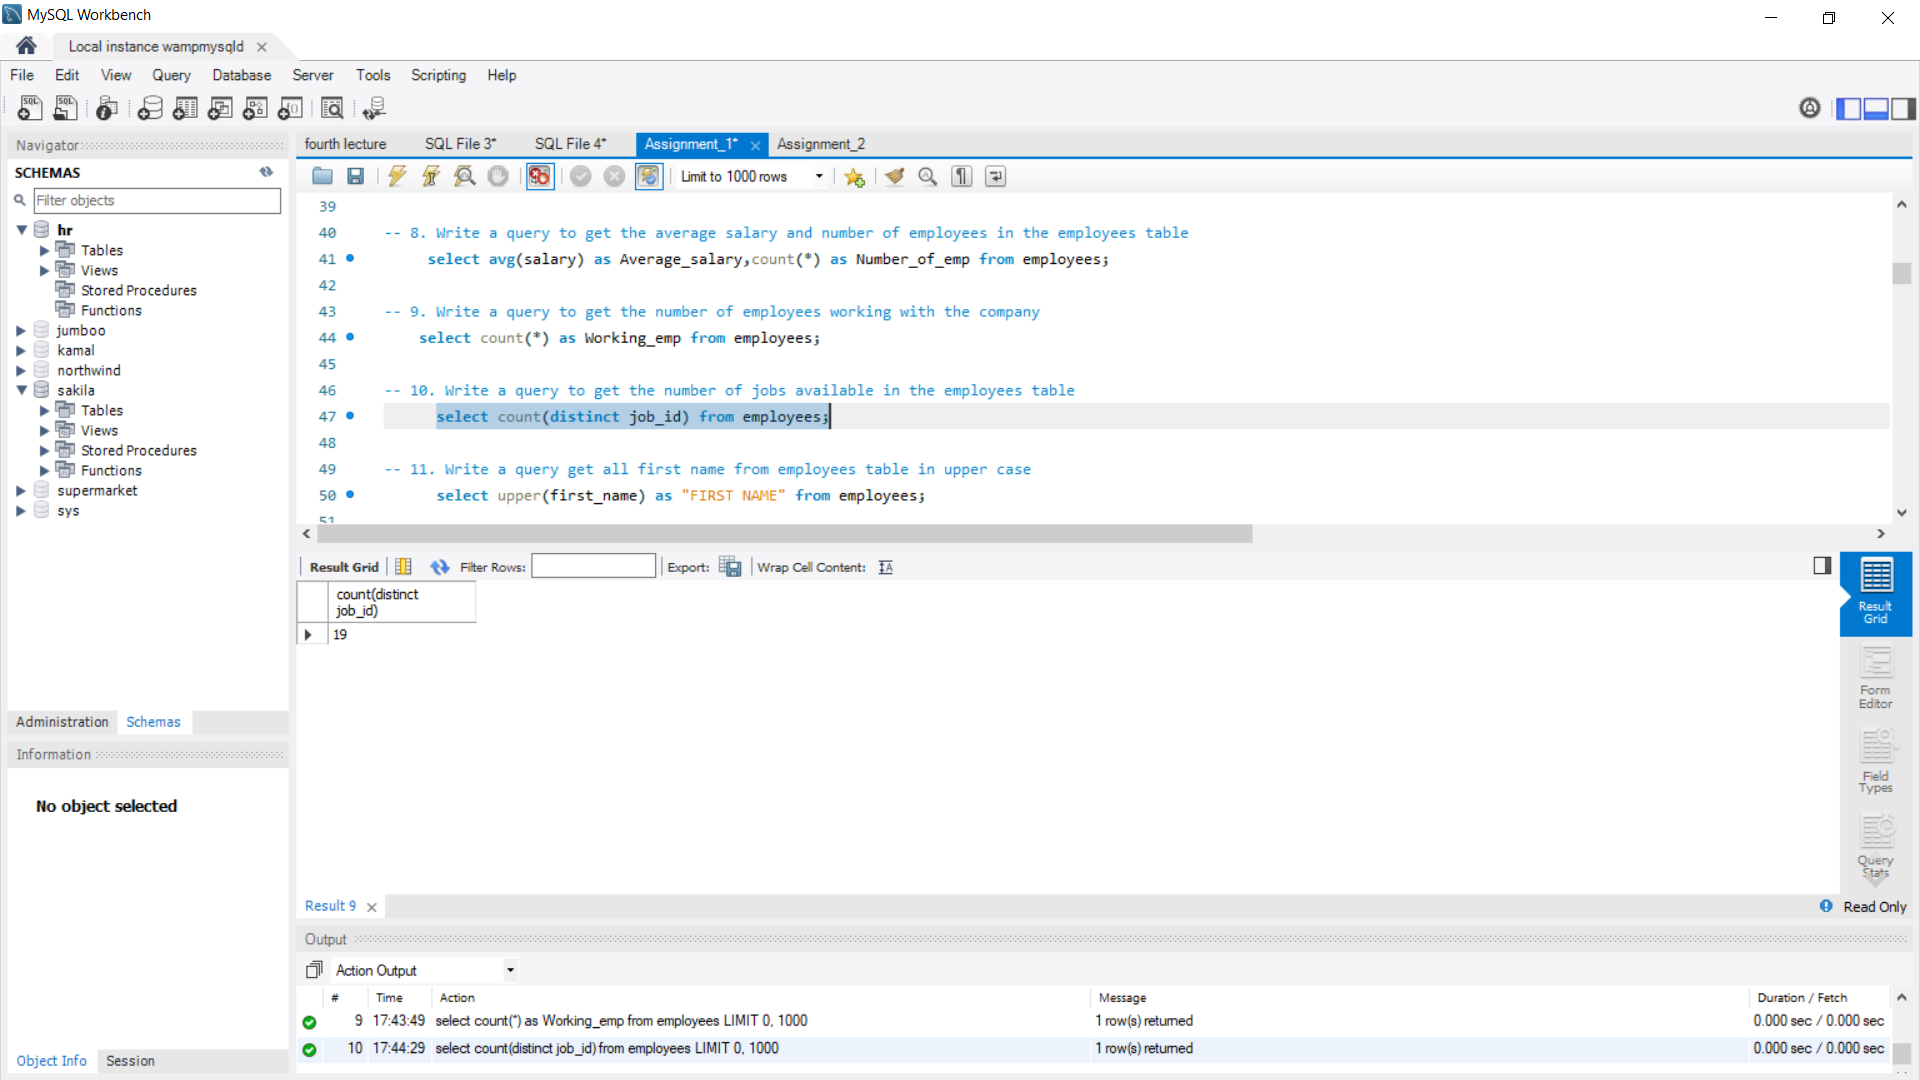 MySQL Workbench
Local instance wampmysqld
File Edit View Query Database Server Tools Scripting Help
Navigator
SCHEMAS
Filter objects
hr
Tables
Views
Stored Procedures
Functions
jumboo
kamal
northwind
sakila
Tables
Views
Stored Procedures
Functions
supermarket
sys
Administration Schemas
Information
No object selected
Object Info Session
fourth lecture SQL File 3* SQL File 4* Assignment_1* Assignment_2
Limit to 1000 rows
39
40 -- 8. Write a query to get the average salary and number of employees in the employees table
41 select avg(salary) as Average_salary,count(*) as Number_of_emp from employees;
42
43 -- 9. Write a query to get the number of employees working with the company
44 select count(*) as Working_emp from employees;
45
46 -- 10. Write a query to get the number of jobs available in the employees table
47 select count(distinct job_id) from employees;
48
49 -- 11. Write a query get all first name from employees table in upper case
50 select upper(first_name) as "FIRST NAME" from employees;
51
Result Grid Filter Rows: Export: Wrap Cell Content:
count(distinct
job_id)
19
Result
Grid
Form
Editor
Field
Types
Query
Stats
Result 9
Read Only
Output
Action Output
# Time Action Message Duration / Fetch
9 17:43:49 select count(*) as Working_emp from employees LIMIT 0, 1000 1 row(s) returned 0.000 sec / 0.000 sec
10 17:44:29 select count(distinct job_id) from employees LIMIT 0, 1000 1 row(s) returned 0.000 sec / 0.000 sec